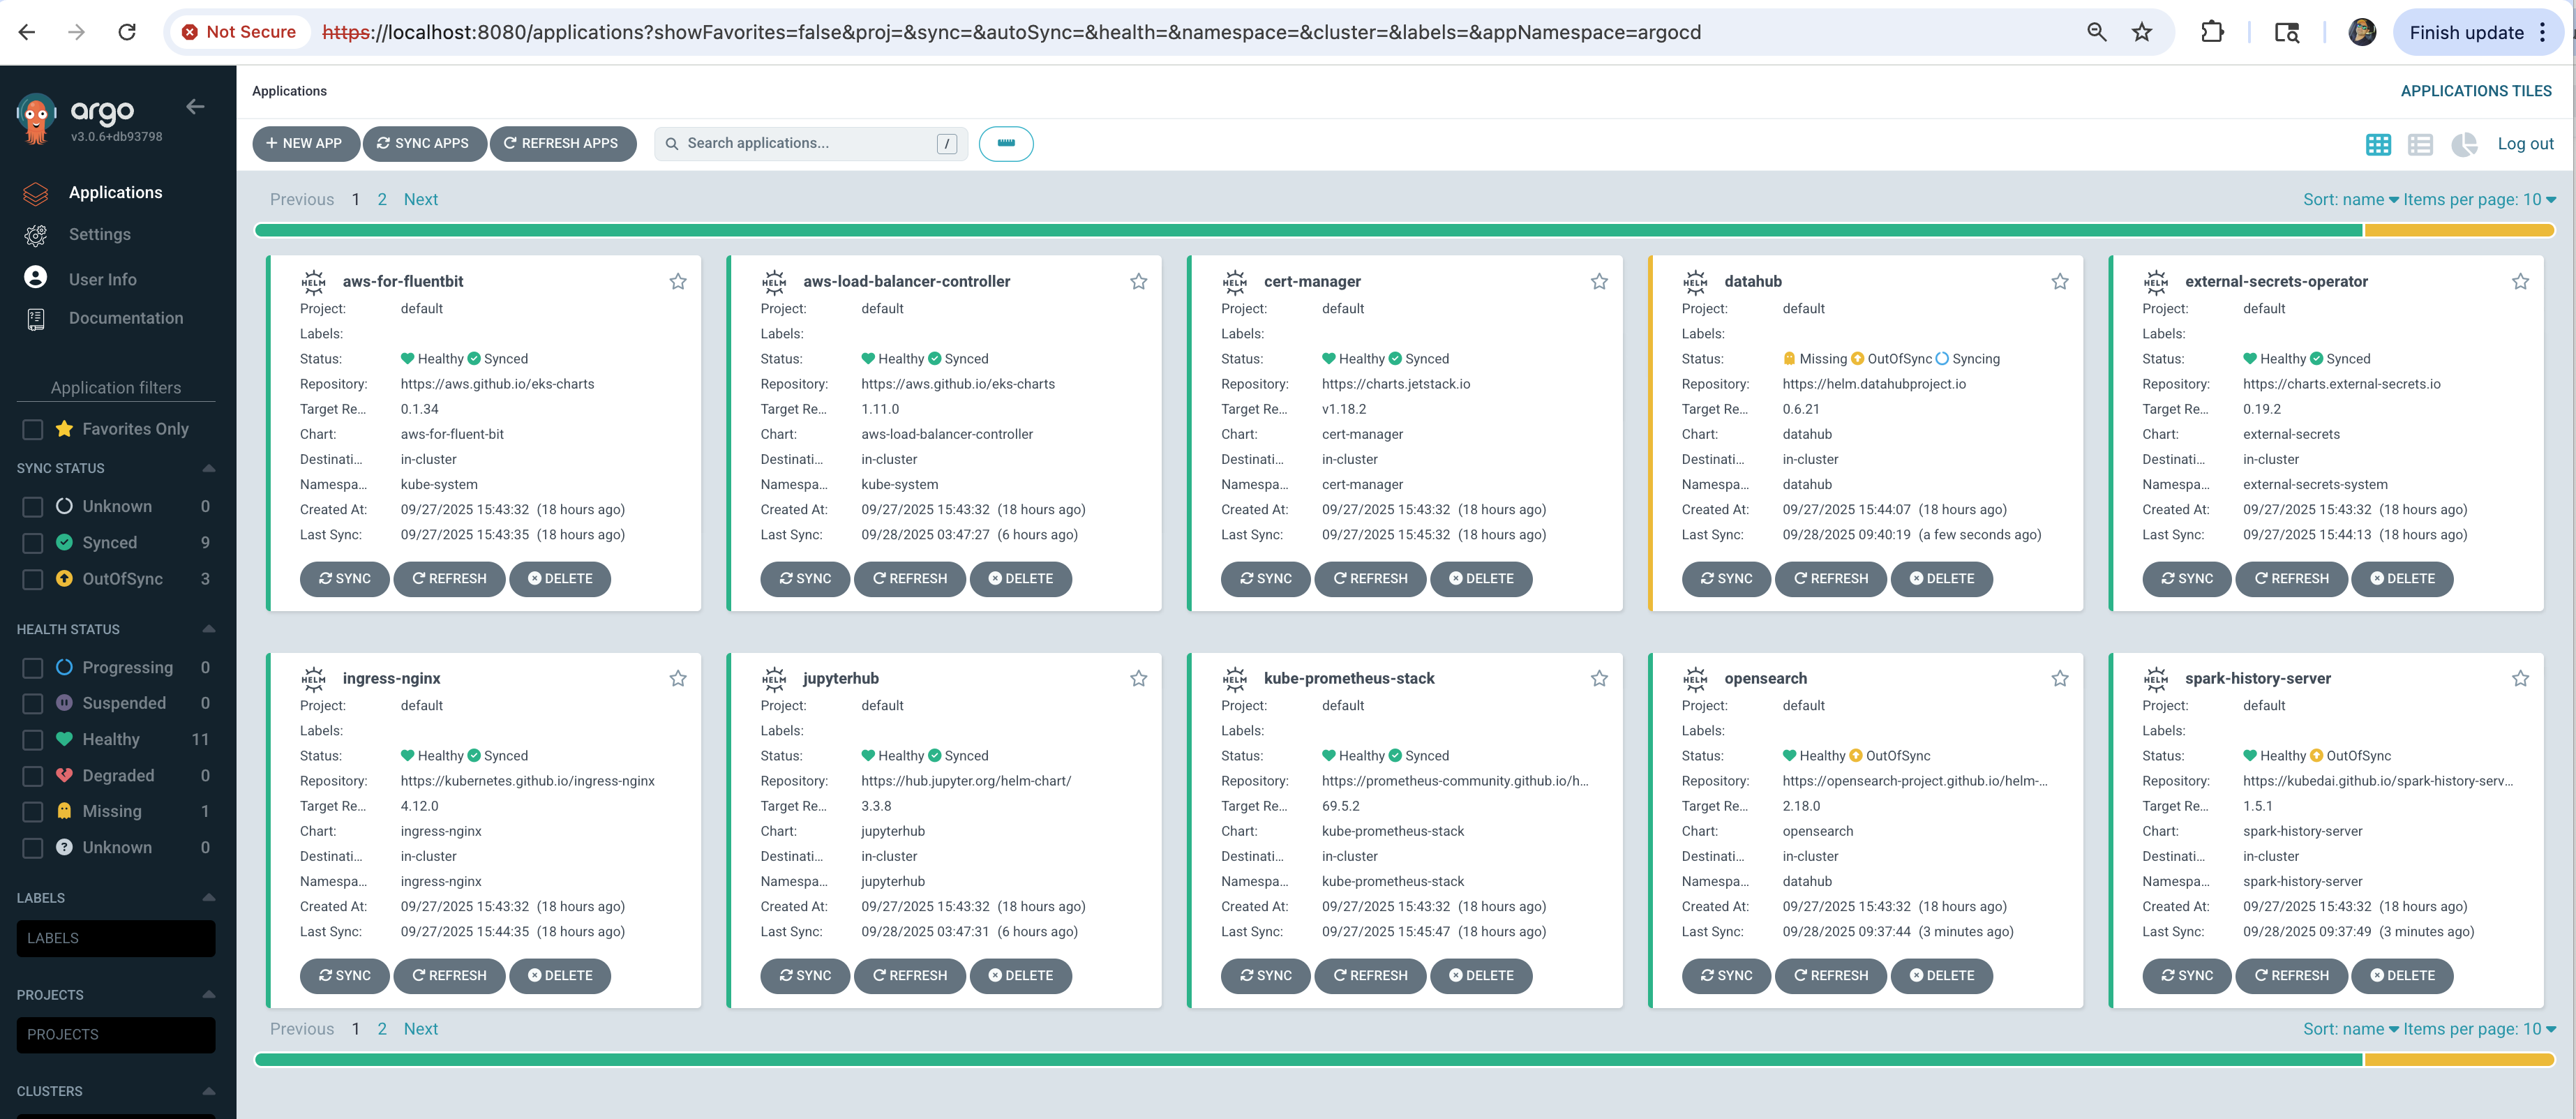 Not Secure https://localhost:8080/applications?showFavorites=false&proj=&sync=&autoSync=&health=&namespace=&cluster=&labels=&appNamespace=argocd Finish update
argo
v3.0.6+db93798
Applications
Settings
User Info
Documentation
Application filters
Favorites Only
SYNC STATUS
Unknown 0
Synced 9
OutOfSync 3
HEALTH STATUS
Progressing 0
Suspended 0
Healthy 11
Degraded 0
Missing 1
Unknown 0
LABELS
LABELS
PROJECTS
PROJECTS
CLUSTERS
Applications APPLICATIONS TILES
NEW APP SYNC APPS REFRESH APPS Search applications... / Log out
Previous 1 2 Next Sort: name Items per page: 10
HELM aws-for-fluentbit
Project: default
Labels:
Status: Healthy Synced
Repository: https://aws.github.io/eks-charts
Target Re... 0.1.34
Chart: aws-for-fluent-bit
Destinati... in-cluster
Namespa... kube-system
Created At: 09/27/2025 15:43:32 (18 hours ago)
Last Sync: 09/27/2025 15:43:35 (18 hours ago)
SYNC REFRESH DELETE
HELM aws-load-balancer-controller
Project: default
Labels:
Status: Healthy Synced
Repository: https://aws.github.io/eks-charts
Target Re... 1.11.0
Chart: aws-load-balancer-controller
Destinati... in-cluster
Namespa... kube-system
Created At: 09/27/2025 15:43:32 (18 hours ago)
Last Sync: 09/28/2025 03:47:27 (6 hours ago)
SYNC REFRESH DELETE
HELM cert-manager
Project: default
Labels:
Status: Healthy Synced
Repository: https://charts.jetstack.io
Target Re... v1.18.2
Chart: cert-manager
Destinati... in-cluster
Namespa... cert-manager
Created At: 09/27/2025 15:43:32 (18 hours ago)
Last Sync: 09/27/2025 15:45:32 (18 hours ago)
SYNC REFRESH DELETE
HELM datahub
Project: default
Labels:
Status: Missing OutOfSync Syncing
Repository: https://helm.datahubproject.io
Target Re... 0.6.21
Chart: datahub
Destinati... in-cluster
Namespa... datahub
Created At: 09/27/2025 15:44:07 (18 hours ago)
Last Sync: 09/28/2025 09:40:19 (a few seconds ago)
SYNC REFRESH DELETE
HELM external-secrets-operator
Project: default
Labels:
Status: Healthy Synced
Repository: https://charts.external-secrets.io
Target Re... 0.19.2
Chart: external-secrets
Destinati... in-cluster
Namespa... external-secrets-system
Created At: 09/27/2025 15:43:32 (18 hours ago)
Last Sync: 09/27/2025 15:44:13 (18 hours ago)
SYNC REFRESH DELETE
HELM ingress-nginx
Project: default
Labels:
Status: Healthy Synced
Repository: https://kubernetes.github.io/ingress-nginx
Target Re... 4.12.0
Chart: ingress-nginx
Destinati... in-cluster
Namespa... ingress-nginx
Created At: 09/27/2025 15:43:32 (18 hours ago)
Last Sync: 09/27/2025 15:44:35 (18 hours ago)
SYNC REFRESH DELETE
HELM jupyterhub
Project: default
Labels:
Status: Healthy Synced
Repository: https://hub.jupyter.org/helm-chart/
Target Re... 3.3.8
Chart: jupyterhub
Destinati... in-cluster
Namespa... jupyterhub
Created At: 09/27/2025 15:43:32 (18 hours ago)
Last Sync: 09/28/2025 03:47:31 (6 hours ago)
SYNC REFRESH DELETE
HELM kube-prometheus-stack
Project: default
Labels:
Status: Healthy Synced
Repository: https://prometheus-community.github.io/h...
Target Re... 69.5.2
Chart: kube-prometheus-stack
Destinati... in-cluster
Namespa... kube-prometheus-stack
Created At: 09/27/2025 15:43:32 (18 hours ago)
Last Sync: 09/27/2025 15:45:47 (18 hours ago)
SYNC REFRESH DELETE
HELM opensearch
Project: default
Labels:
Status: Healthy OutOfSync
Repository: https://opensearch-project.github.io/helm-...
Target Re... 2.18.0
Chart: opensearch
Destinati... in-cluster
Namespa... datahub
Created At: 09/27/2025 15:43:32 (18 hours ago)
Last Sync: 09/28/2025 09:37:44 (3 minutes ago)
SYNC REFRESH DELETE
HELM spark-history-server
Project: default
Labels:
Status: Healthy OutOfSync
Repository: https://kubedai.github.io/spark-history-serv...
Target Re... 1.5.1
Chart: spark-history-server
Destinati... in-cluster
Namespa... spark-history-server
Created At: 09/27/2025 15:43:32 (18 hours ago)
Last Sync: 09/28/2025 09:37:49 (3 minutes ago)
SYNC REFRESH DELETE
Previous 1 2 Next Sort: name Items per page: 10